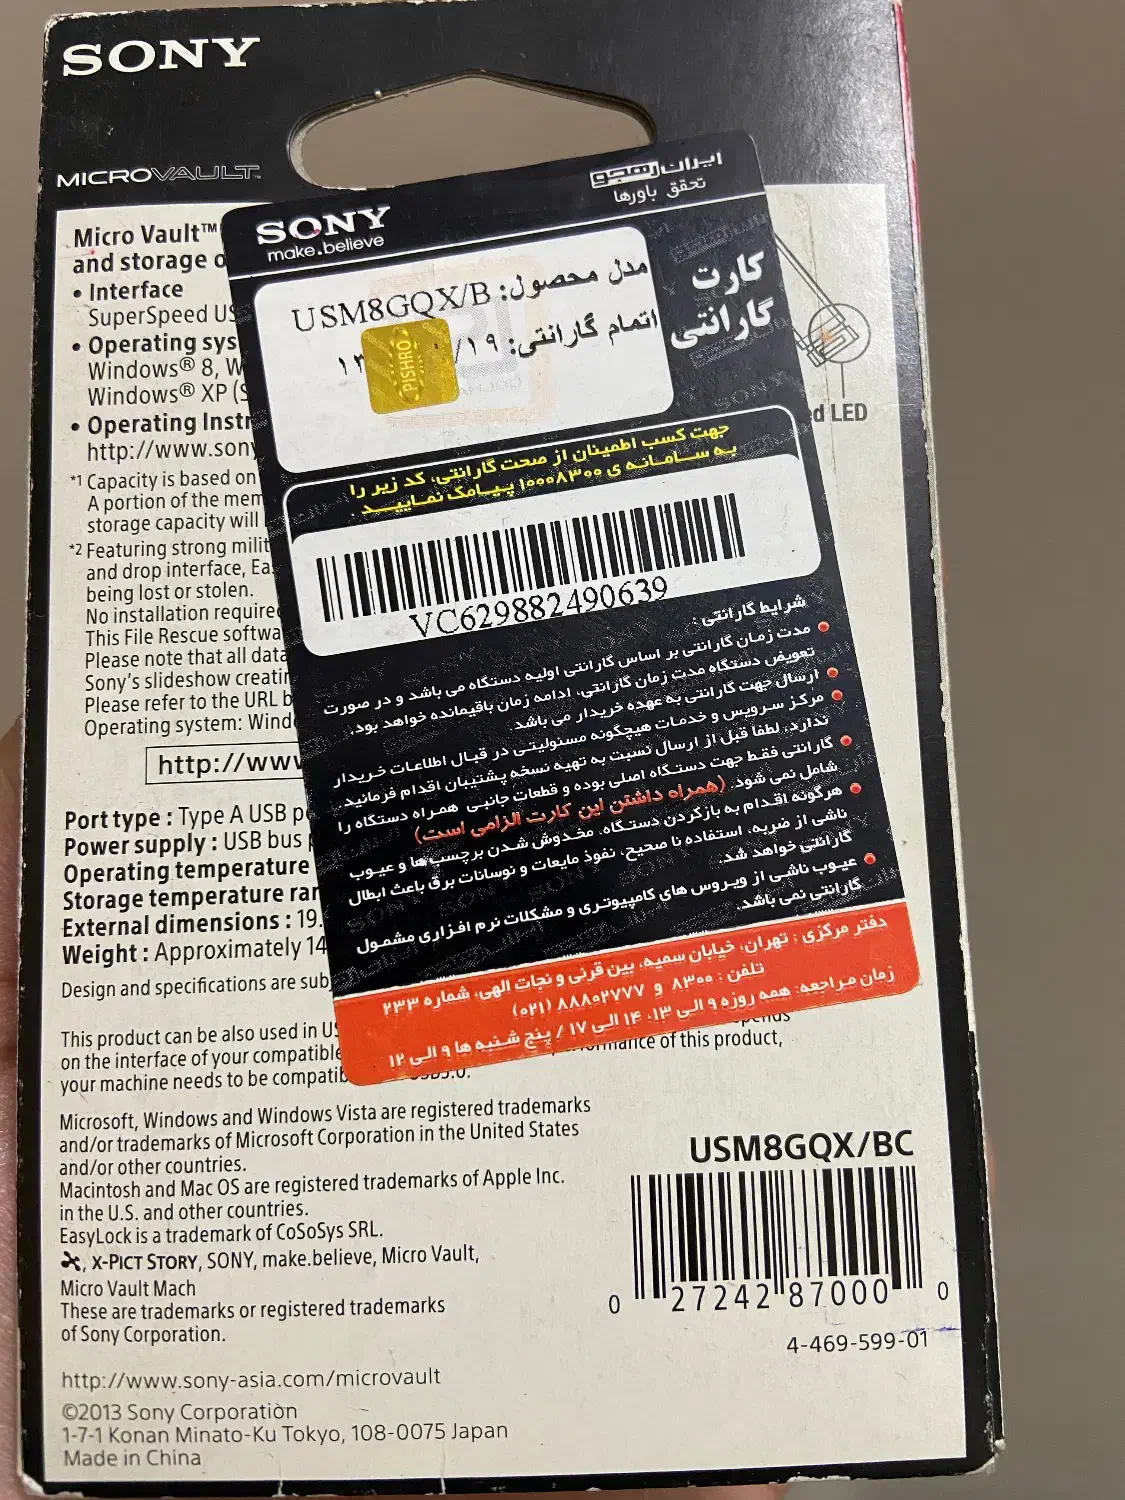 SONY
MICROVAULT™
Micro Vault™
and storage
• Interface
SuperSpeed
• Operating
Windows® 8,
Windows® XP
• Operating
http://www.sony
*1 Capacity is based on
A portion of the
storage capacity will
*2 Featuring strong
and drop interface,
being lost or stolen.
No installation
This File Rescue
Please note that all data
Sony's slideshow
Please refer to the URL
Operating system:
http://www
Port type : Type A USB
Power supply : USB bus
Operating temperature
Storage temperature
External dimensions : 19.
Weight : Approximately 14
Design and specifications are
This product can be also used in
on the interface of your compatible
of this product,
your machine needs to be
LED
ایران رهجو
تحقق باورها
SONY
make.believe
کارت
گارانتی
مدل محصول: USM8GQX/B
اتمام گارانتی: /۱۹
PISHRO
جهت کسب اطمینان از صحت گارانتی، کد زیر را
به سـامـانـه ی ۱۰۰۰۸۳۰۰ پیـامک نمـاییـد .
VC629882490639
شرایط گارانتی :
مدت زمان گارانتی بر اساس گارانتی اولیه دستگاه می باشد و در صورت
تعویض دستگاه مدت زمان گارانتی، ادامه زمان باقیمانده خواهد بود.
ارسال جهت گارانتی به عهده خریدار می باشد.
مرکز سرویس و خدمات هیچگونه مسئولیتی در قبال اطلاعات خریدار
ندارد، لطفاً قبل از ارسال نسبت به تهیه نسخه پشتیبان اقدام فرمائید.
گارانتی فقط جهت دستگاه اصلی بوده و قطعات جانبی همراه دستگاه را
شامل نمی شود. (همراه داشتن این کارت الزامی است)
هرگونه اقدام به بازکردن دستگاه، مخدوش شدن برچسب ها و عیوب
ناشی از ضربه، استفاده نا صحیح، نفوذ مایعات و نوسانات برق باعث ابطال
گارانتی خواهد شد.
عیوب ناشی از ویروس های کامپیوتری و مشکلات نرم افزاری مشمول
گارانتی نمی باشد.
دفتر مرکزی : تهران، خیابان سمیه، بین قرنی و نجات الهی، شماره ۲۳۳
تلفن : ۸۳۰۰ و ۸۸۸۰۲۷۷۷ (۰۲۱)
زمان مراجعه: همه روزه ۹ الی ۱۳، ۱۴ الی ۱۷ / پنج شنبه ها ۹ الی ۱۲
Microsoft, Windows and Windows Vista are registered trademarks
and/or trademarks of Microsoft Corporation in the United States
and/or other countries.
Macintosh and Mac OS are registered trademarks of Apple Inc.
in the U.S. and other countries.
EasyLock is a trademark of CoSoSys SRL.
, X-PICT STORY, SONY, make.believe, Micro Vault,
Micro Vault Mach
These are trademarks or registered trademarks
of Sony Corporation.
http://www.sony-asia.com/microvault
©2013 Sony Corporation
1-7-1 Konan Minato-Ku Tokyo, 108-0075 Japan
Made in China
USM8GQX/BC
0 27242 87000 0
4-469-599-01